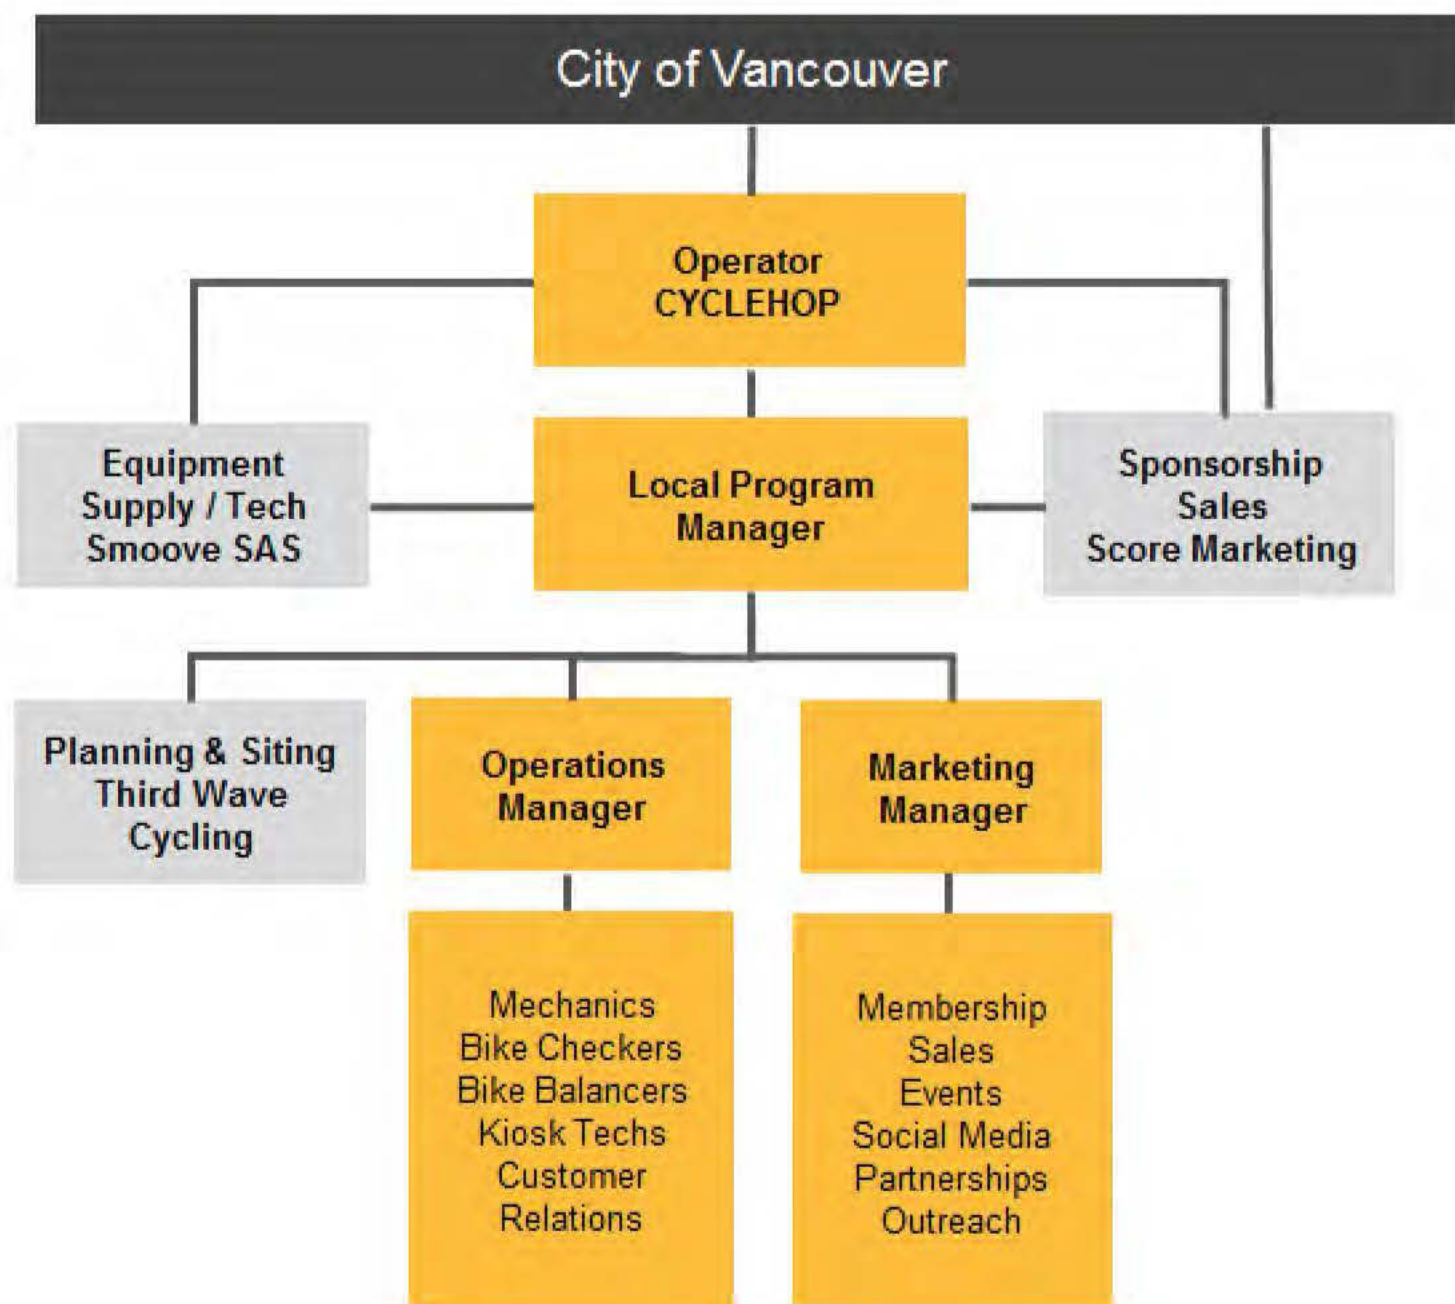 City of Vancouver
Operator
CYCLEHOP
Equipment
Supply / Tech
Smoove SAS
Local Program
Manager
Sponsorship
Sales
Score Marketing
Planning & Siting
Third Wave
Cycling
Operations
Manager
Marketing
Manager
Mechanics
Bike Checkers
Bike Balancers
Kiosk Techs
Customer
Relations
Membership
Sales
Events
Social Media
Partnerships
Outreach